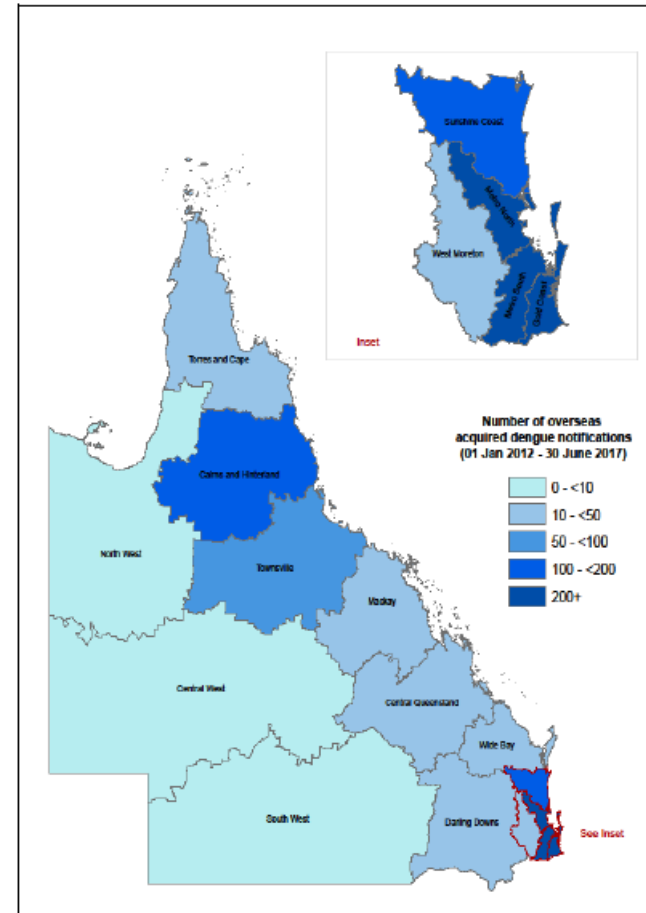 Sunshine Coast
Metro North
West Moreton
Metro South
Gold Coast
Inset
Torres and Cape
Number of overseas
acquired dengue notifications
(01 Jan 2012 - 30 June 2017)
0 - <10
10 - <50
50 - <100
100 - <200
200+
Cairns and Hinterland
North West
Townsville
Mackay
Central West
Central Queensland
Wide Bay
South West
Darling Downs
See Inset